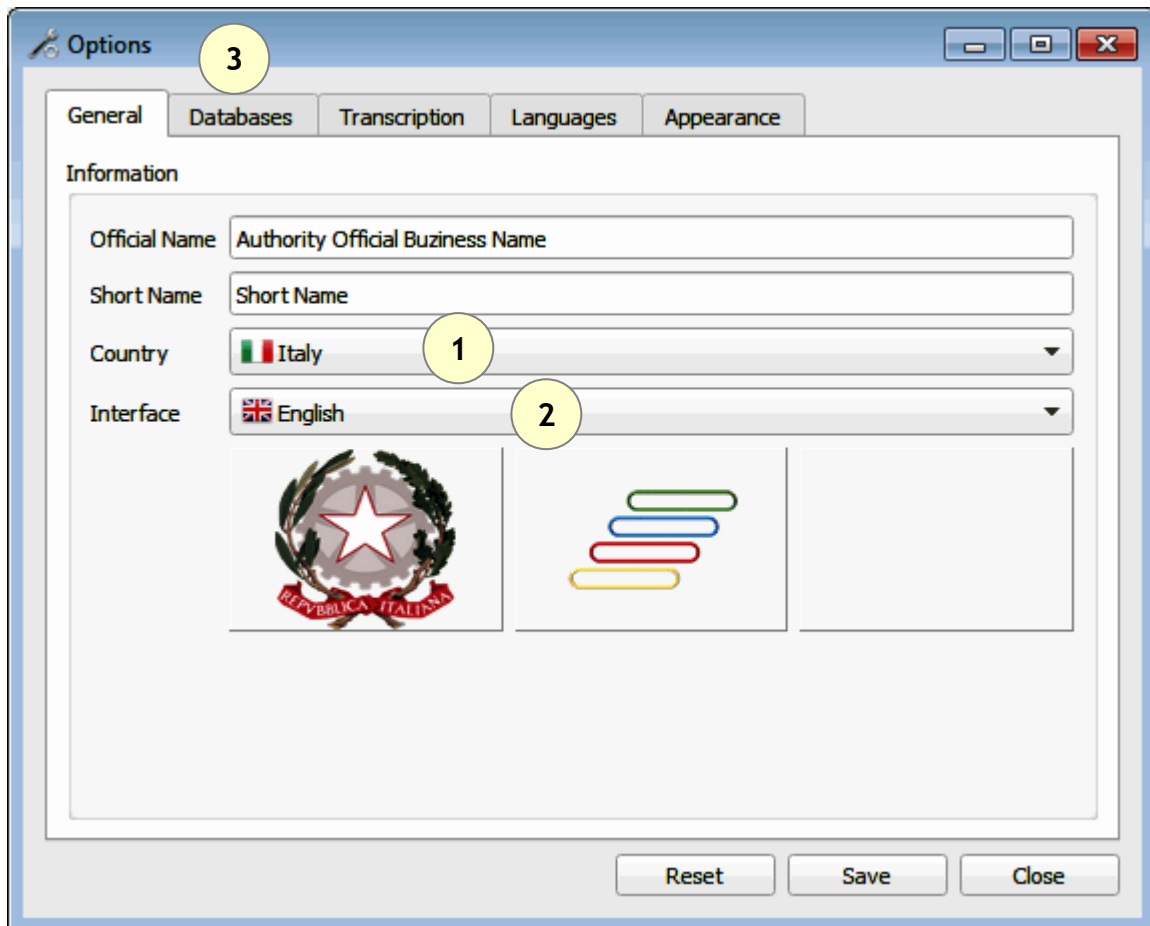 Options
3
General Databases Transcription Languages Appearance
Information
Official Name Authority Official Buziness Name
Short Name Short Name
Country Italy 1
Interface English 2
REPVBBLICA ITALIANA
Reset Save Close